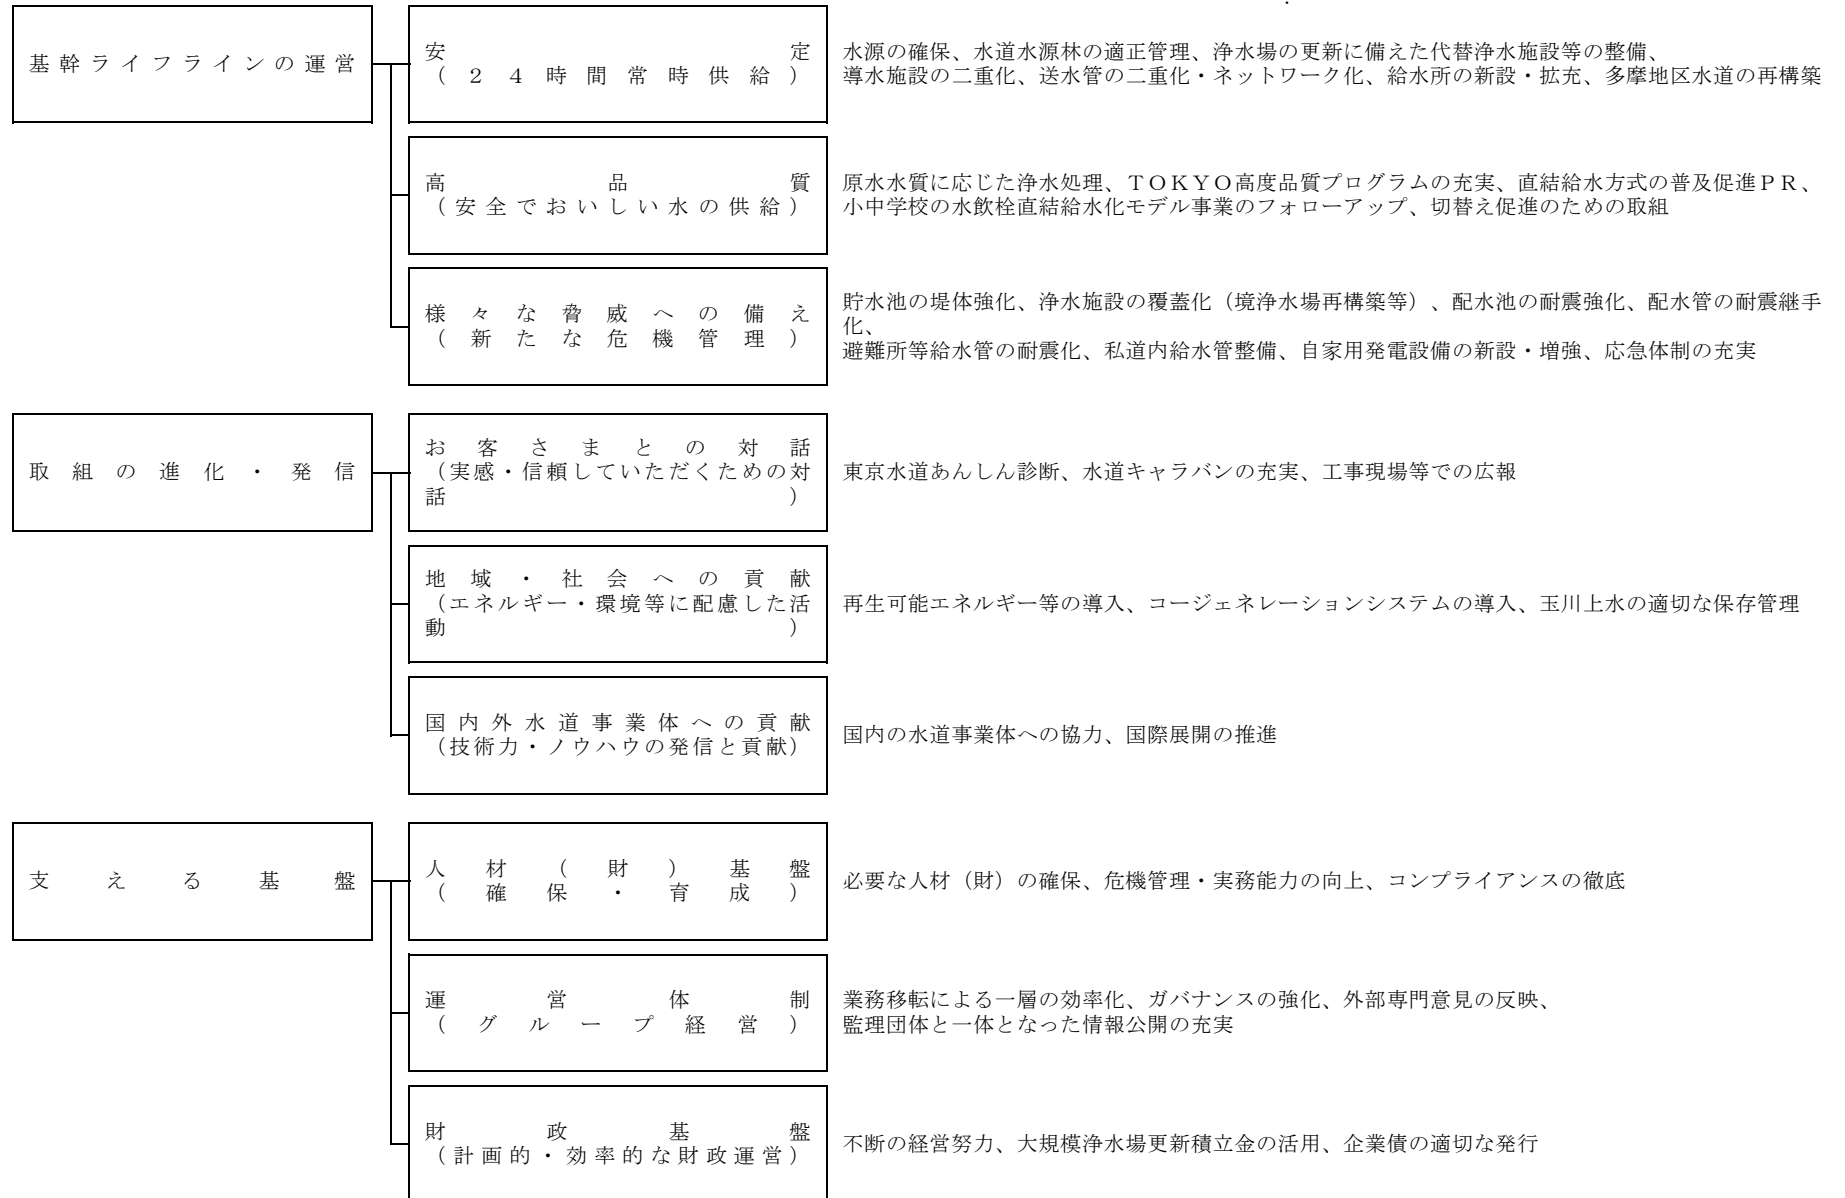 基幹ライフラインの運営
安定
（２４時間常時供給）
水源の確保、水道水源林の適正管理、浄水場の更新に備えた代替浄水施設等の整備、
導水施設の二重化、送水管の二重化・ネットワーク化、給水所の新設・拡充、多摩地区水道の再構築
高品質
（安全でおいしい水の供給）
原水水質に応じた浄水処理、ＴＯＫＹＯ高度品質プログラムの充実、直結給水方式の普及促進ＰＲ、
小中学校の水飲栓直結給水化モデル事業のフォローアップ、切替え促進のための取組
様々な脅威への備え
（新たな危機管理）
貯水池の堤体強化、浄水施設の覆蓋化（境浄水場再構築等）、配水池の耐震強化、配水管の耐震継手
化、
避難所等給水管の耐震化、私道内給水管整備、自家用発電設備の新設・増強、応急体制の充実
取組の進化・発信
お客さまとの対話
（実感・信頼していただくための対
話）
東京水道あんしん診断、水道キャラバンの充実、工事現場等での広報
地域・社会への貢献
（エネルギー・環境等に配慮した活
動）
再生可能エネルギー等の導入、コージェネレーションシステムの導入、玉川上水の適切な保存管理
国内外水道事業体への貢献
（技術力・ノウハウの発信と貢献）
国内の水道事業体への協力、国際展開の推進
支える基盤
人材（財）基盤
（確保・育成）
必要な人材（財）の確保、危機管理・実務能力の向上、コンプライアンスの徹底
運営体制
（グループ経営）
業務移転による一層の効率化、ガバナンスの強化、外部専門意見の反映、
監理団体と一体となった情報公開の充実
財政基盤
（計画的・効率的な財政運営）
不断の経営努力、大規模浄水場更新積立金の活用、企業債の適切な発行